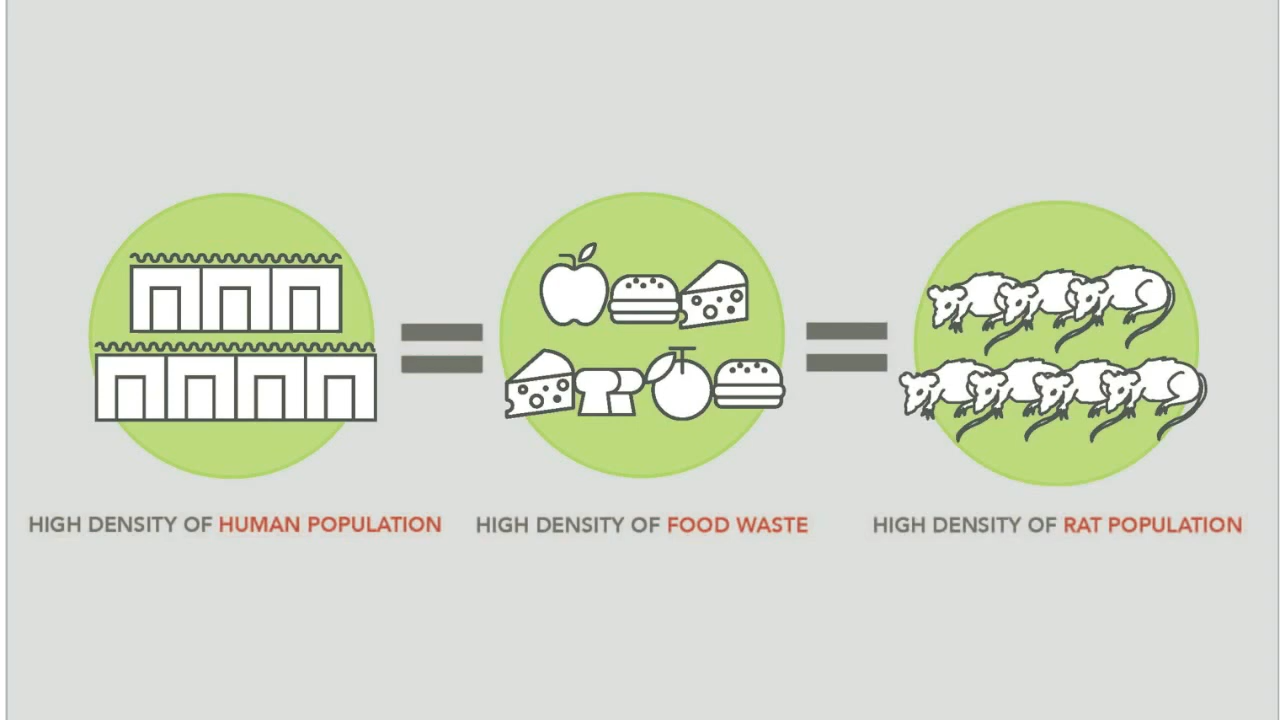 HIGH DENSITY OF HUMAN POPULATION
HIGH DENSITY OF FOOD WASTE
HIGH DENSITY OF RAT POPULATION